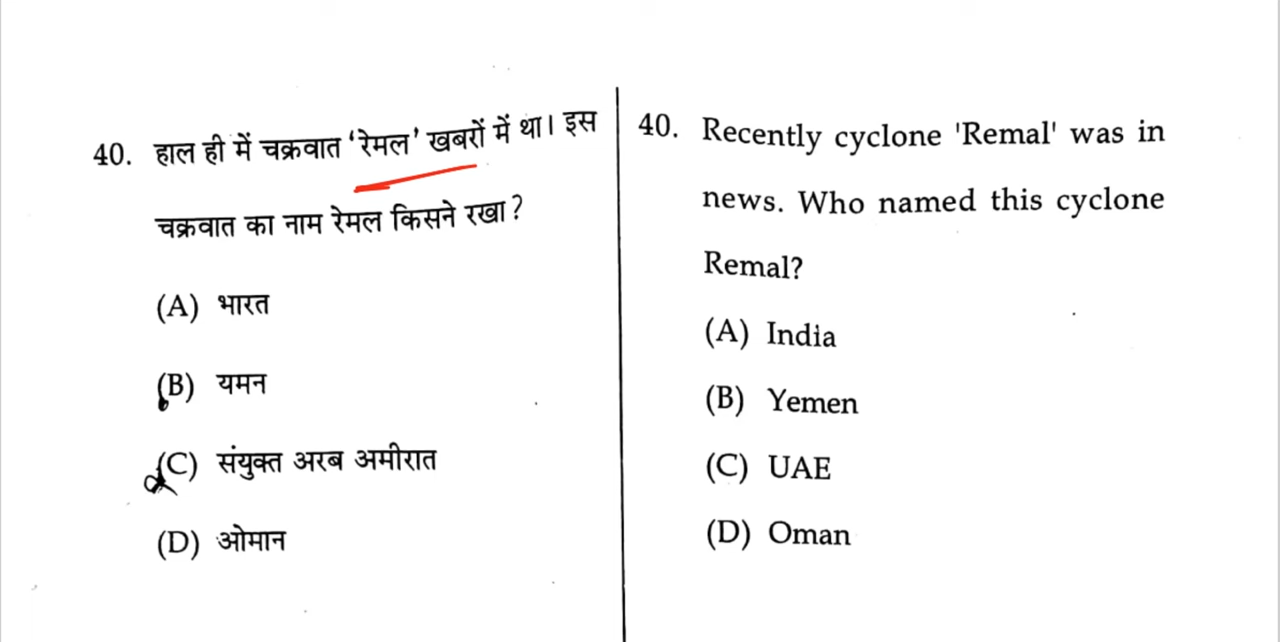 40. हाल ही में चक्रवात ‘रेमल’ खबरों में था। इस
चक्रवात का नाम रेमल किसने रखा?
(A) भारत
(B) यमन
(C) संयुक्त अरब अमीरात
(D) ओमान
40. Recently cyclone 'Remal' was in
news. Who named this cyclone
Remal?
(A) India
(B) Yemen
(C) UAE
(D) Oman